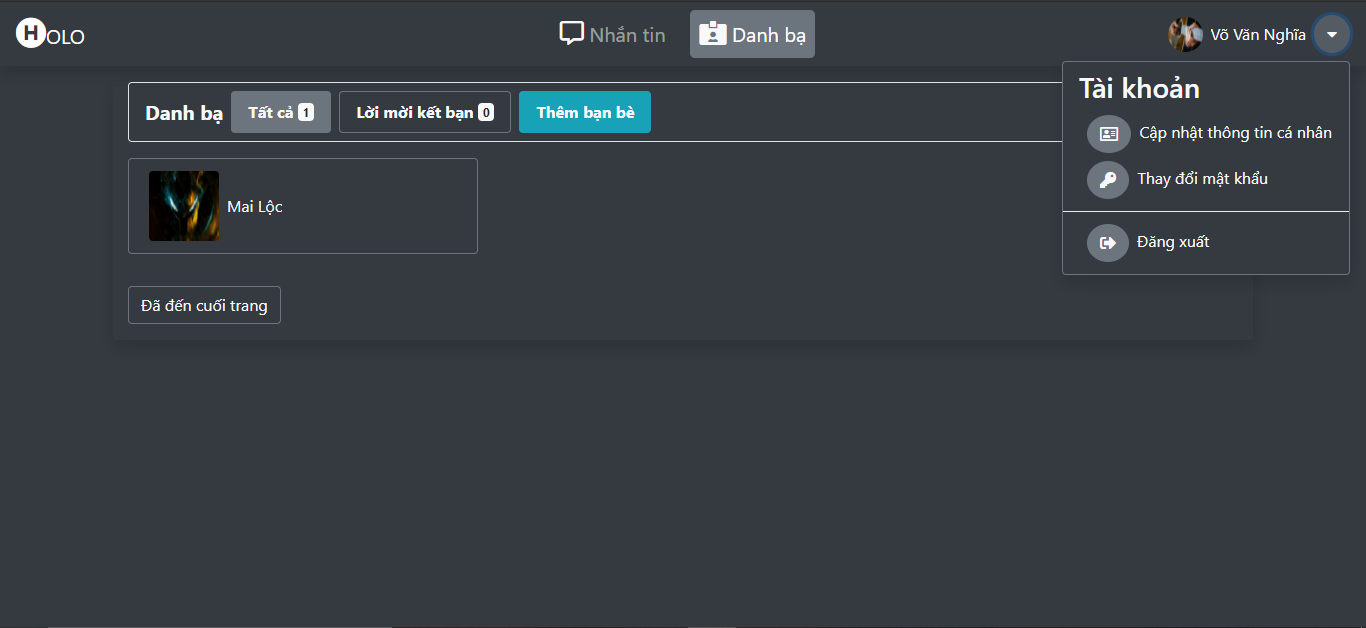 HOLO
Nhắn tin
Danh bạ
Võ Văn Nghĩa
Danh bạ
Tất cả 1
Lời mời kết bạn 0
Thêm bạn bè
Mai Lộc
Đã đến cuối trang
Tài khoản
Cập nhật thông tin cá nhân
Thay đổi mật khẩu
Đăng xuất